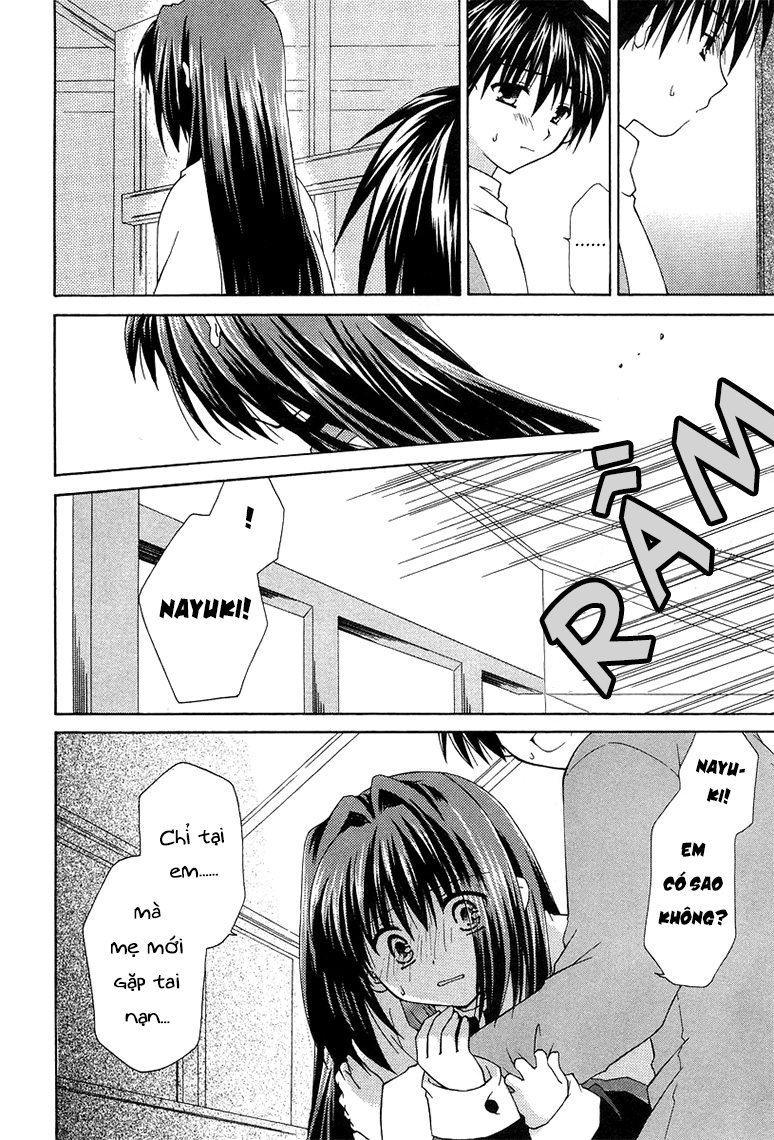 .......
RẦM
!
NAYUKI!
NAYU-
KI!
EM
CÓ SAO
KHÔNG?
Chỉ tại
em......
mà
mẹ mới
gặp tai
nạn...